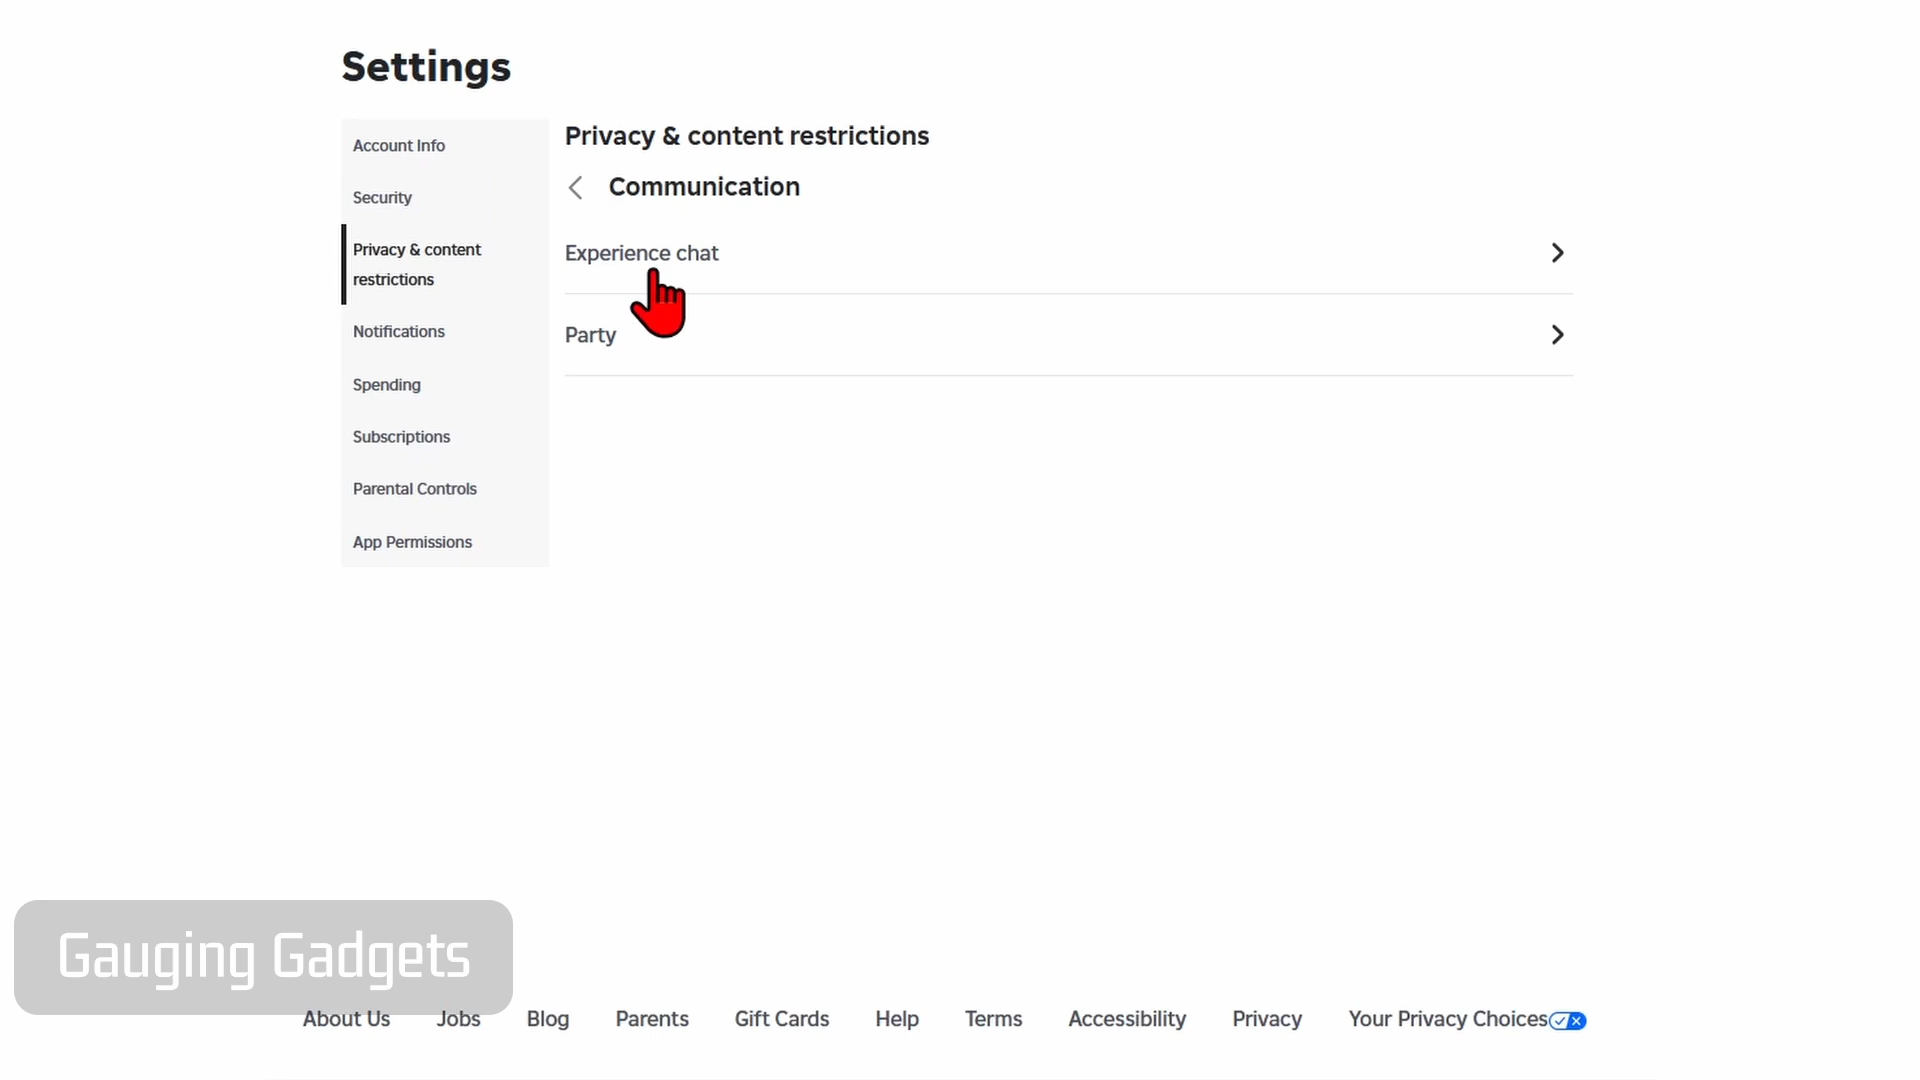 Settings
Account Info
Security
Privacy & content
restrictions
Notifications
Spending
Subscriptions
Parental Controls
App Permissions
Privacy & content restrictions
Communication
Experience chat
Party
Gauging Gadgets
About Us Jobs Blog Parents Gift Cards Help Terms Accessibility Privacy Your Privacy Choices